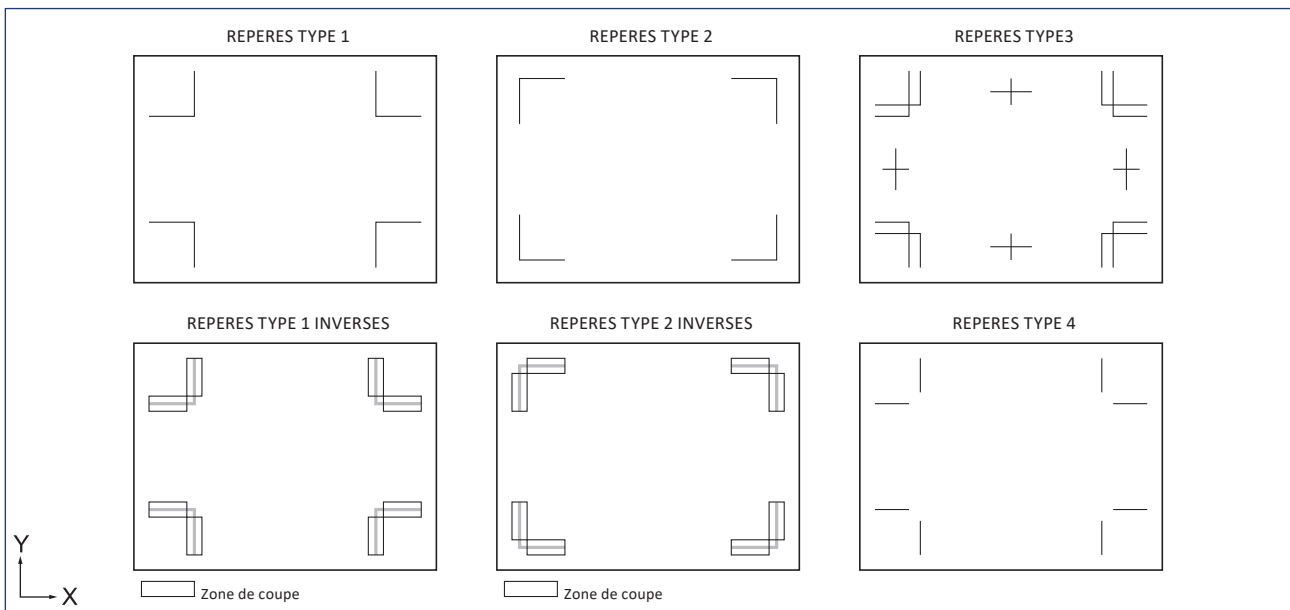 REPERES TYPE 1
REPERES TYPE 2
REPERES TYPE3
REPERES TYPE 1 INVERSES
REPERES TYPE 2 INVERSES
REPERES TYPE 4
Y
X
Zone de coupe
Zone de coupe